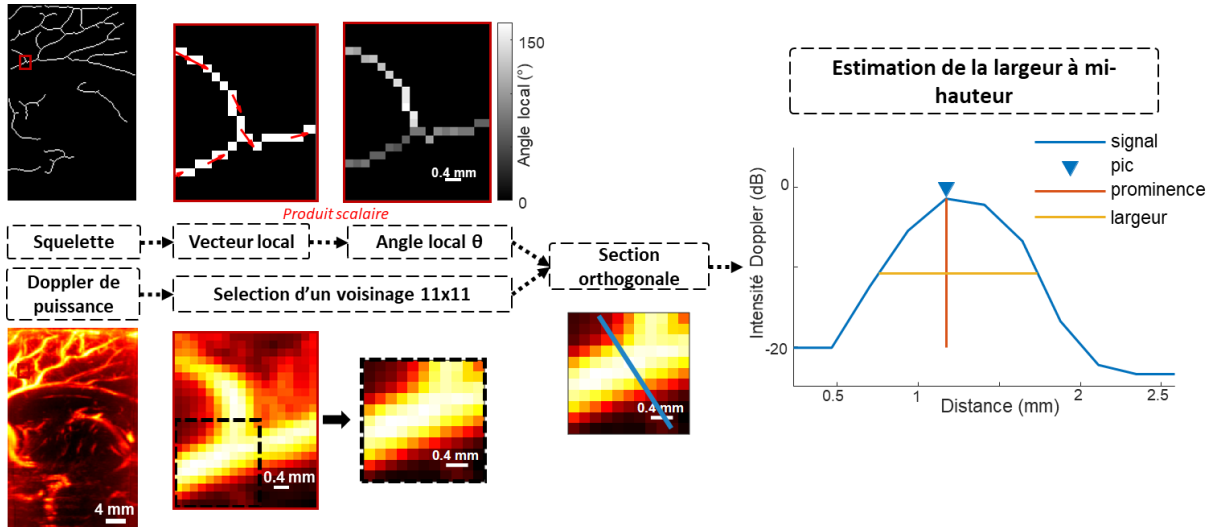 150
Angle local (°)
0
0.4 mm
Produit scalaire
Squelette
Vecteur local
Angle local θ
Doppler de
puissance
Selection d'un voisinage 11x11
Section
orthogonale
4 mm
0.4 mm
0.4 mm
0.4 mm
Estimation de la largeur à mi-
hauteur
signal
pic
prominence
largeur
Intensité Doppler (dB)
0
-20
0.5
1
2
2.5
Distance (mm)